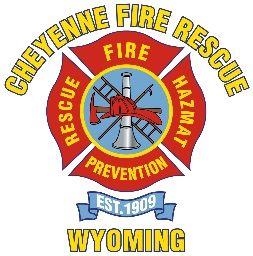 CHEYENNE FIRE RESCUE
FIRE
RESCUE
HAZMAT
PREVENTION
EST.1909
WYOMING